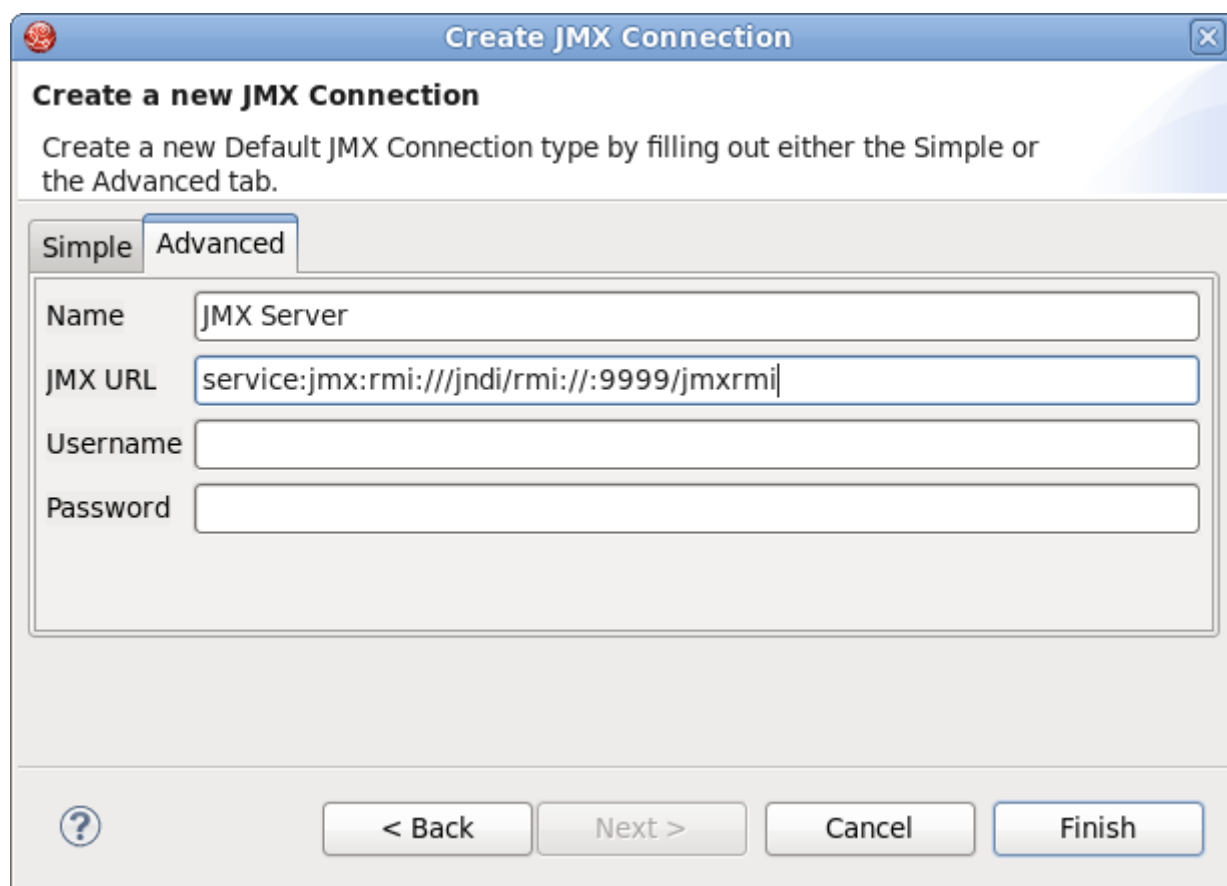 Create JMX Connection
Create a new JMX Connection
Create a new Default JMX Connection type by filling out either the Simple or
the Advanced tab.
Simple Advanced
Name JMX Server
JMX URL service:jmx:rmi:///jndi/rmi://:9999/jmxrmi
Username
Password
? < Back Next > Cancel Finish